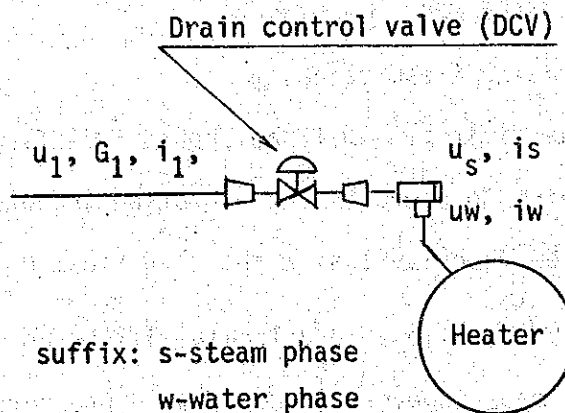 Drain control valve (DCV)
u₁, G₁, i₁,
uₛ, is
uw, iw
Heater
suffix: s-steam phase
w-water phase